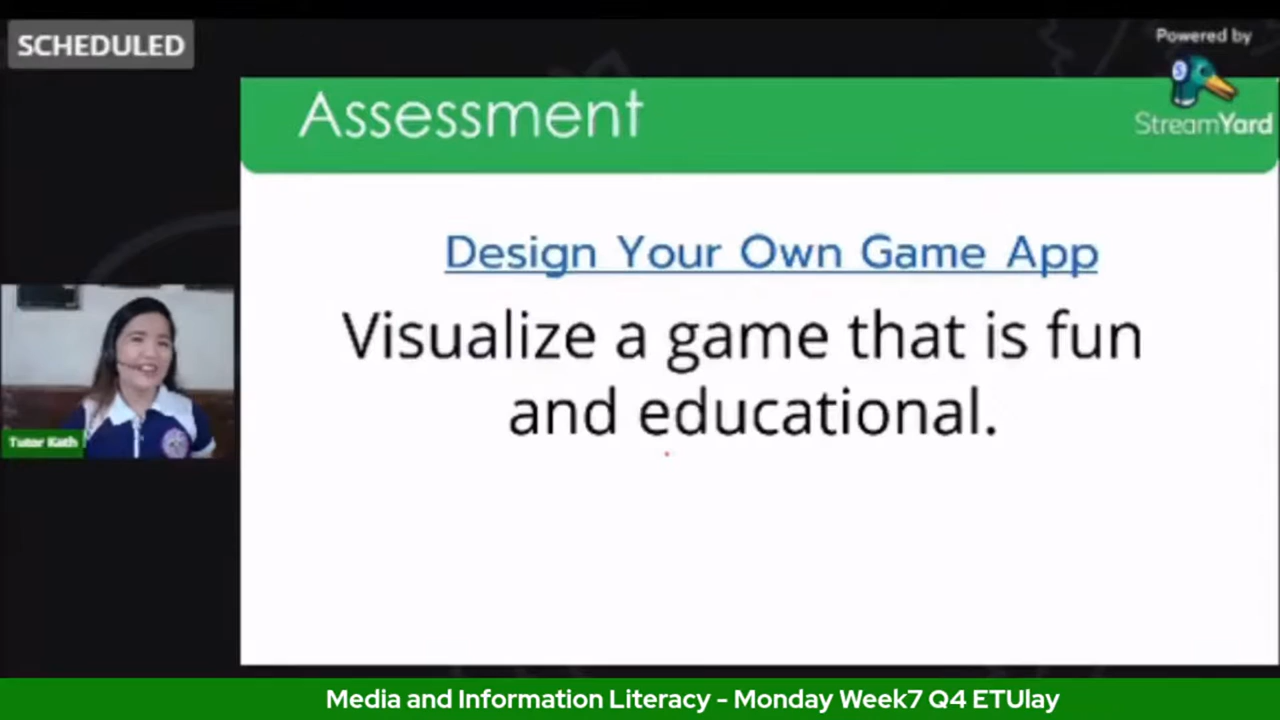 SCHEDULED
Powered by
StreamYard
Assessment
Design Your Own Game App
Visualize a game that is fun
and educational.
Tutor Kath
Media and Information Literacy - Monday Week7 Q4 ETUlay